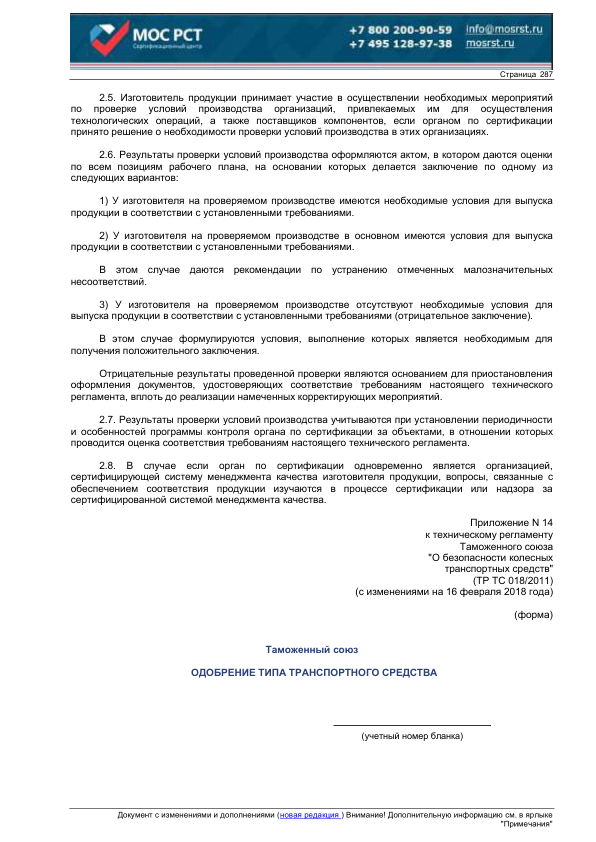 МОС РСТ
Сертификационный центр
+7 800 200-90-59
info@mosrst.ru
+7 495 128-97-38
mosrst.ru
Страница 287
2.5. Изготовитель продукции принимает участие в осуществлении необходимых мероприятий
по проверке условий производства организаций, привлекаемых им для осуществления
технологических операций, а также поставщиков компонентов, если органом по сертификации
принято решение о необходимости проверки условий производства в этих организациях.
2.6. Результаты проверки условий производства оформляются актом, в котором даются оценки
по всем позициям рабочего плана, на основании которых делается заключение по одному из
следующих вариантов:
1) У изготовителя на проверяемом производстве имеются необходимые условия для выпуска
продукции в соответствии с установленными требованиями.
2) У изготовителя на проверяемом производстве в основном имеются условия для выпуска
продукции в соответствии с установленными требованиями.
В этом случае даются рекомендации по устранению отмеченных малозначительных
несоответствий.
3) У изготовителя на проверяемом производстве отсутствуют необходимые условия для
выпуска продукции в соответствии с установленными требованиями (отрицательное заключение).
В этом случае формулируются условия, выполнение которых является необходимым для
получения положительного заключения.
Отрицательные результаты проведенной проверки являются основанием для приостановления
оформления документов, удостоверяющих соответствие требованиям настоящего технического
регламента, вплоть до реализации намеченных корректирующих мероприятий.
2.7. Результаты проверки условий производства учитываются при установлении периодичности
и особенностей программы контроля органа по сертификации за объектами, в отношении которых
проводится оценка соответствия требованиям настоящего технического регламента.
2.8. В случае если орган по сертификации одновременно является организацией,
сертифицирующей систему менеджмента качества изготовителя продукции, вопросы, связанные с
обеспечением соответствия продукции изучаются в процессе сертификации или надзора за
сертифицированной системой менеджмента качества.
Приложение N 14
к техническому регламенту
Таможенного союза
"О безопасности колесных
транспортных средств"
(ТР ТС 018/2011)
(с изменениями на 16 февраля 2018 года)
(форма)
Таможенный союз
ОДОБРЕНИЕ ТИПА ТРАНСПОРТНОГО СРЕДСТВА
(учетный номер бланка)
Документ с изменениями и дополнениями (новая редакция ) Внимание! Дополнительную информацию см. в ярлыке
"Примечания"